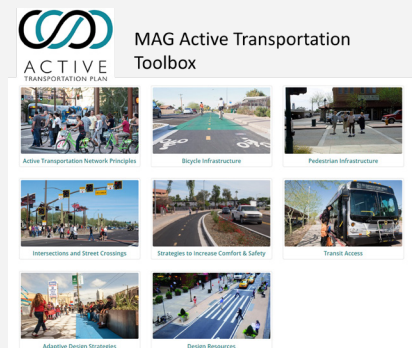 ACTIVE
TRANSPORTATION PLAN
MAG Active Transportation
Toolbox
Active Transportation Network Principles
Bicycle Infrastructure
Pedestrian Infrastructure
Intersections and Street Crossings
Strategies to Increase Comfort & Safety
Transit Access
Adaptive Design Strategies
Design Resources